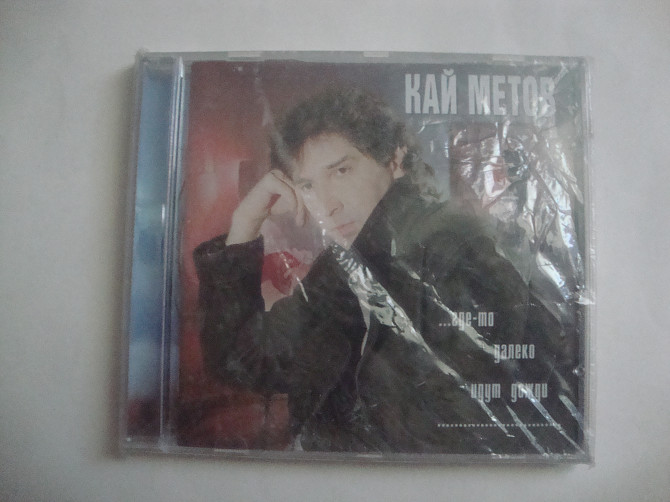 КАЙ МЕТОВ
...где-то
далеко
идут дожди